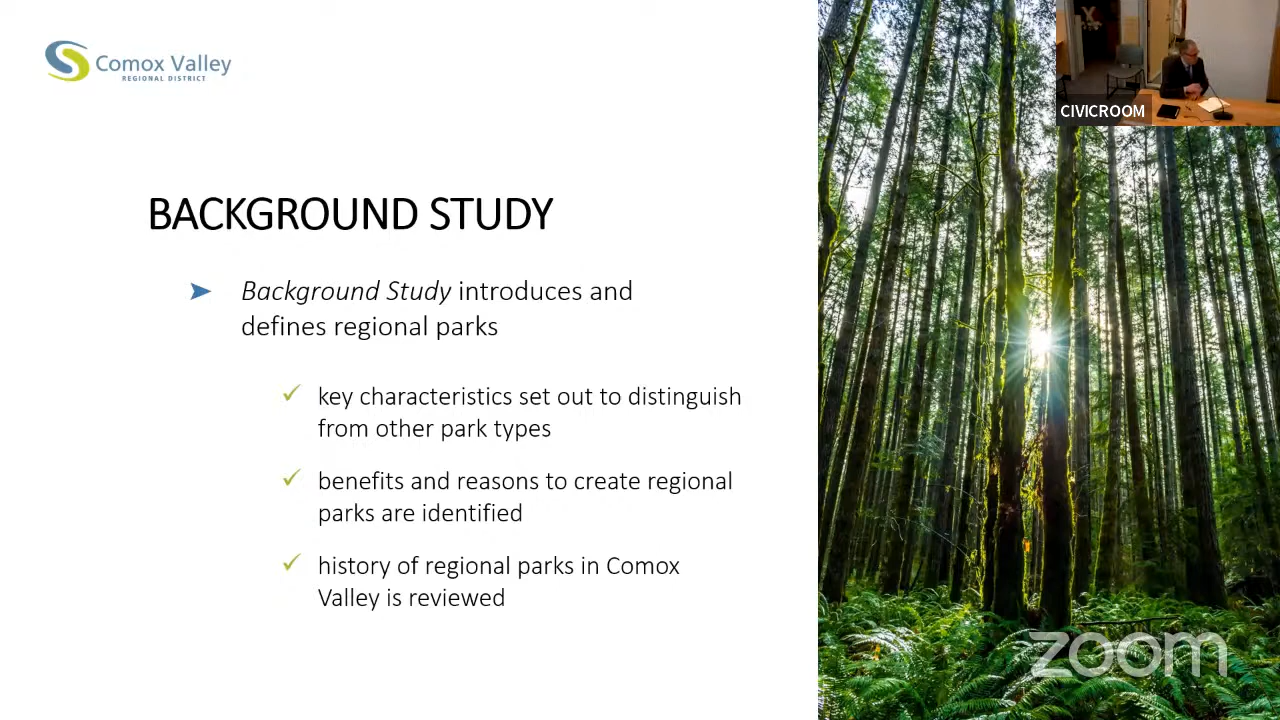 Comox Valley
REGIONAL DISTRICT
CIVICROOM
BACKGROUND STUDY
Background Study introduces and
defines regional parks
key characteristics set out to distinguish
from other park types
benefits and reasons to create regional
parks are identified
history of regional parks in Comox
Valley is reviewed
zoom